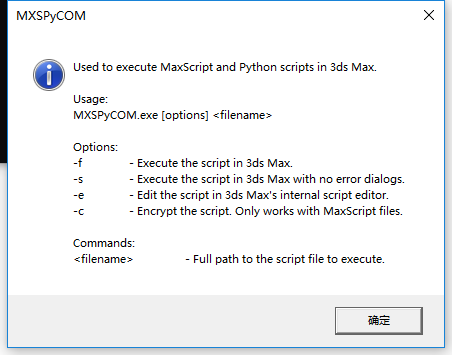 MXSPyCOM
Used to execute MaxScript and Python scripts in 3ds Max.
Usage:
MXSPyCOM.exe [options] <filename>
Options:
-f - Execute the script in 3ds Max.
-s - Execute the script in 3ds Max with no error dialogs.
-e - Edit the script in 3ds Max's internal script editor.
-c - Encrypt the script. Only works with MaxScript files.
Commands:
<filename> - Full path to the script file to execute.
确定